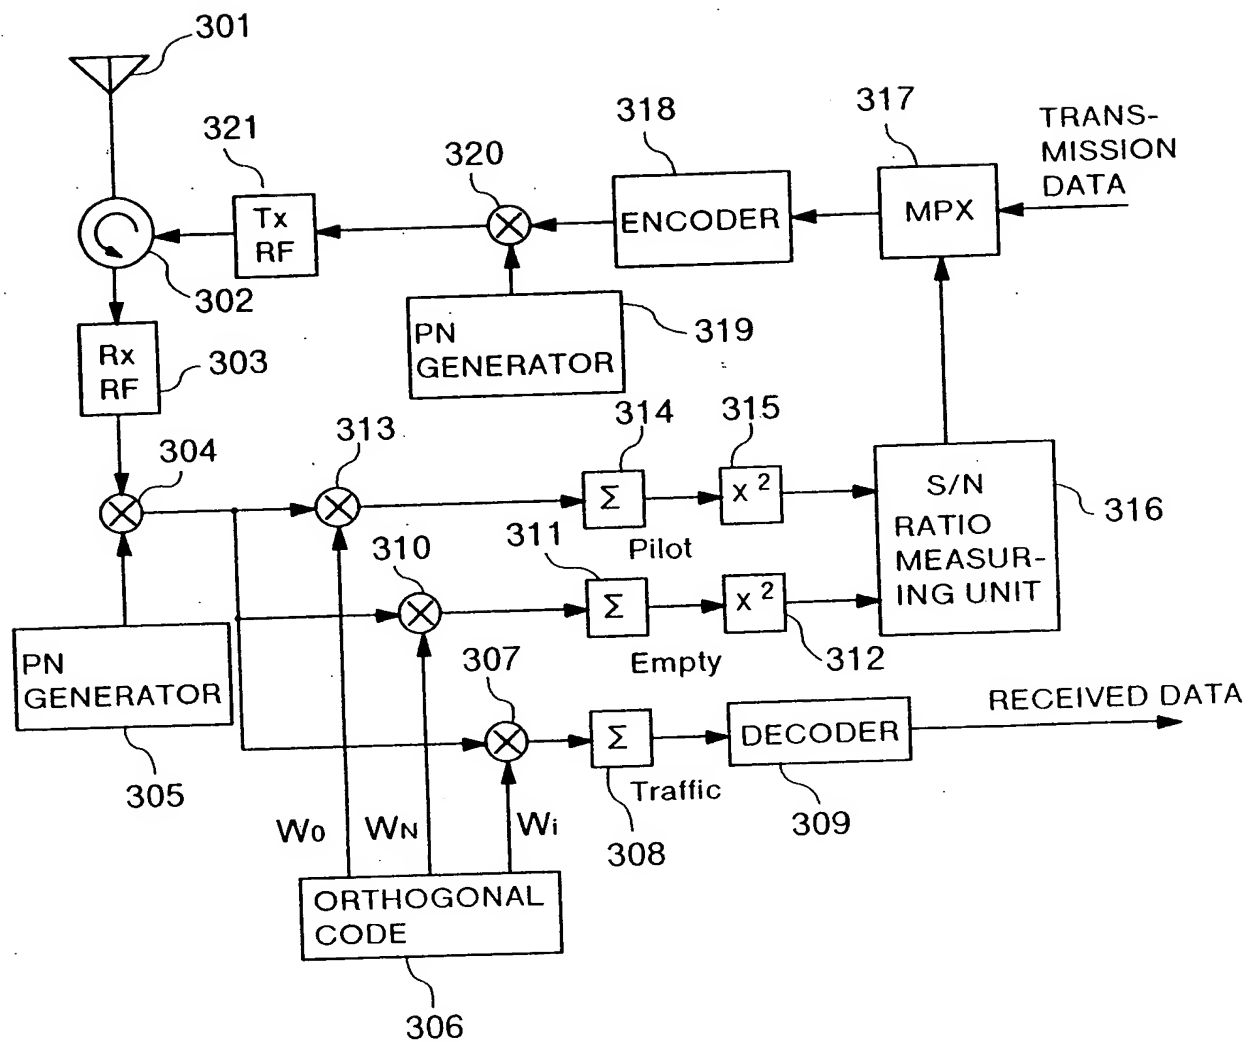 301
317
318
TRANS-
MISSION
DATA
321
320
Tx
RF
ENCODER
MPX
302
PN
GENERATOR
319
Rx
RF
303
314
315
313
304
Σ
X 2
S/N
RATIO
MEASUR-
ING UNIT
316
Pilot
311
310
Σ
X 2
312
Empty
PN
GENERATOR
307
RECEIVED DATA
Σ
DECODER
Traffic
305
308
309
W0
WN
Wi
ORTHOGONAL
CODE
306